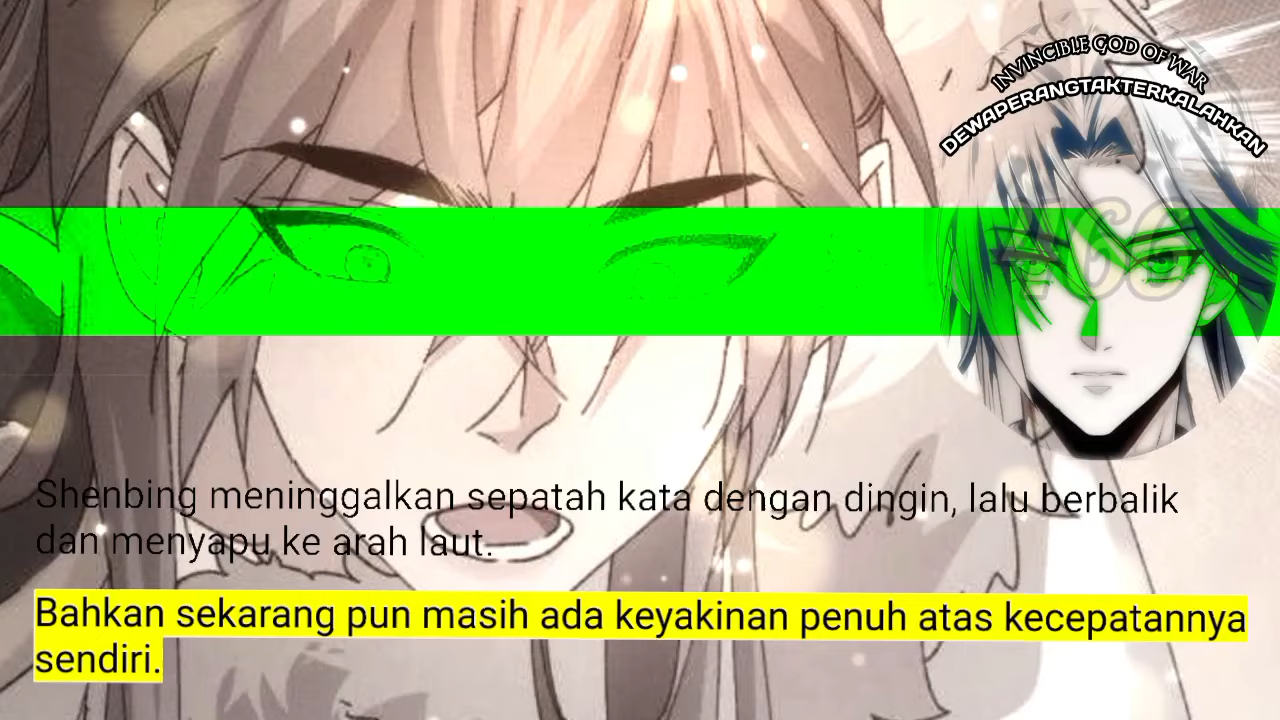 INVINCIBLE GOD OF WAR
DEWAPERANGTAKTERKALAHKAN
Shenbing meninggalkan sepatah kata dengan dingin, lalu berbalik
dan menyapu ke arah laut.
Bahkan sekarang pun masih ada keyakinan penuh atas kecepatannya
sendiri.